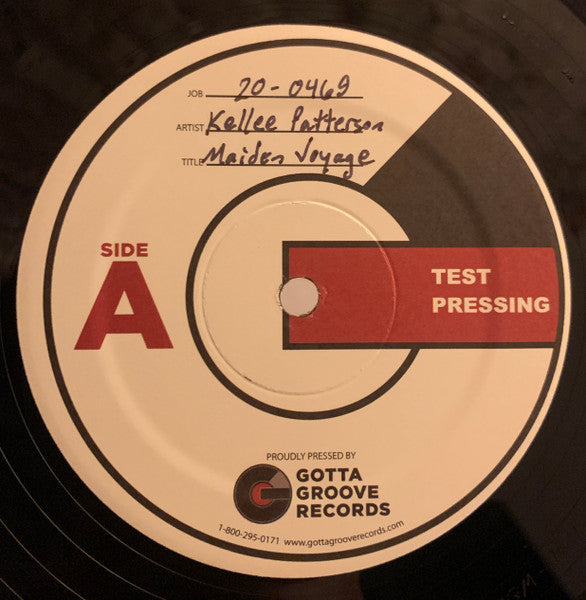 JOB 20-0469
ARTIST Kellee Patterson
TITLE Maiden Voyage
SIDE
A
TEST
PRESSING
PROUDLY PRESSED BY
GOTTA
GROOVE
RECORDS
1-800-295-0171 www.gottagrooverecords.com